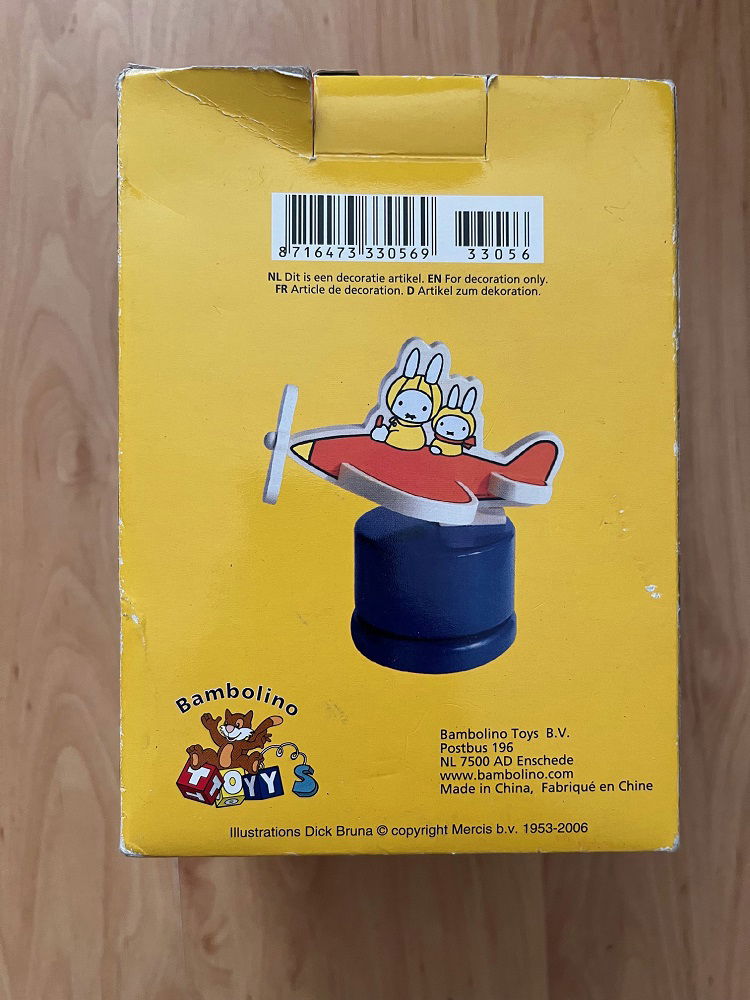 8 716473 330569
33056
NL Dit is een decoratie artikel. EN For decoration only.
FR Article de decoration. D Artikel zum dekoration.
Bambolino
TOYS
Bambolino Toys B.V.
Postbus 196
NL 7500 AD Enschede
www.bambolino.com
Made in China, Fabriqué en Chine
Illustrations Dick Bruna © copyright Mercis b.v. 1953-2006